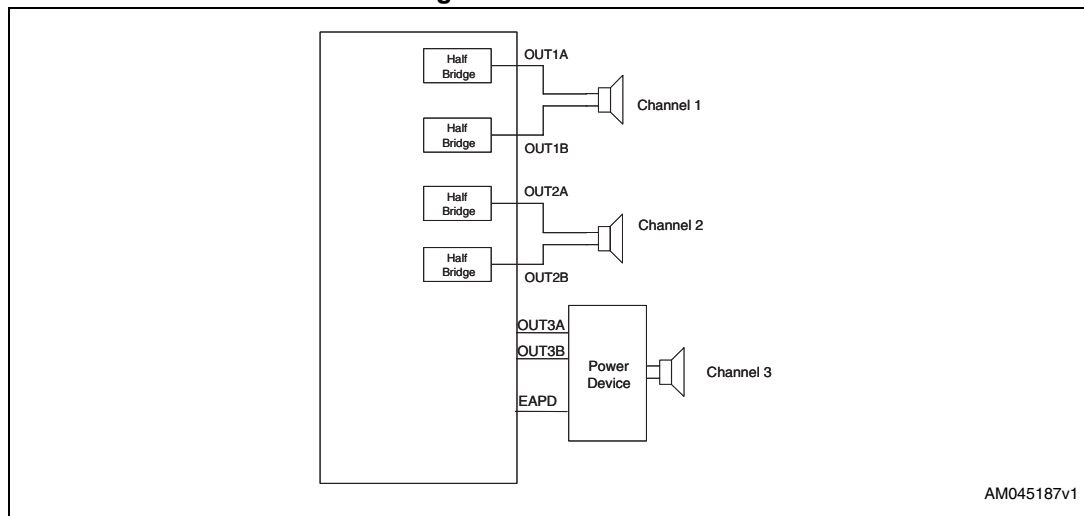 Half
Bridge
OUT1A
Channel 1
Half
Bridge
OUT1B
Half
Bridge
OUT2A
Channel 2
Half
Bridge
OUT2B
OUT3A
OUT3B
Power
Device
Channel 3
EAPD
AM045187v1